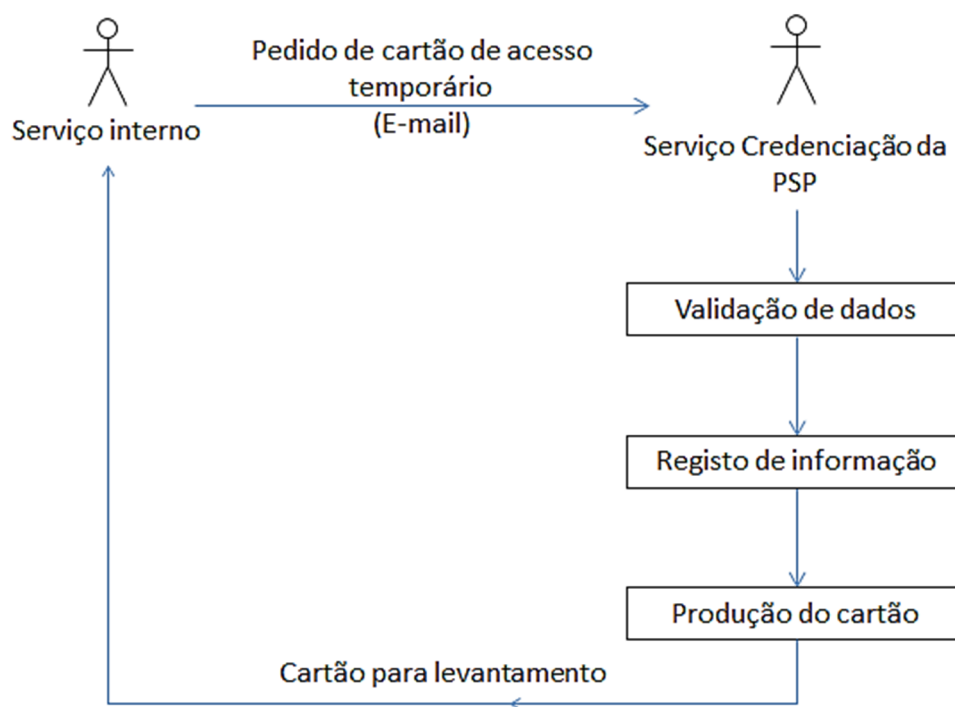 Pedido de cartão de acesso
temporário
(E-mail)
Serviço interno
Serviço Credenciação da
PSP
Validação de dados
Registo de informação
Produção do cartão
Cartão para levantamento